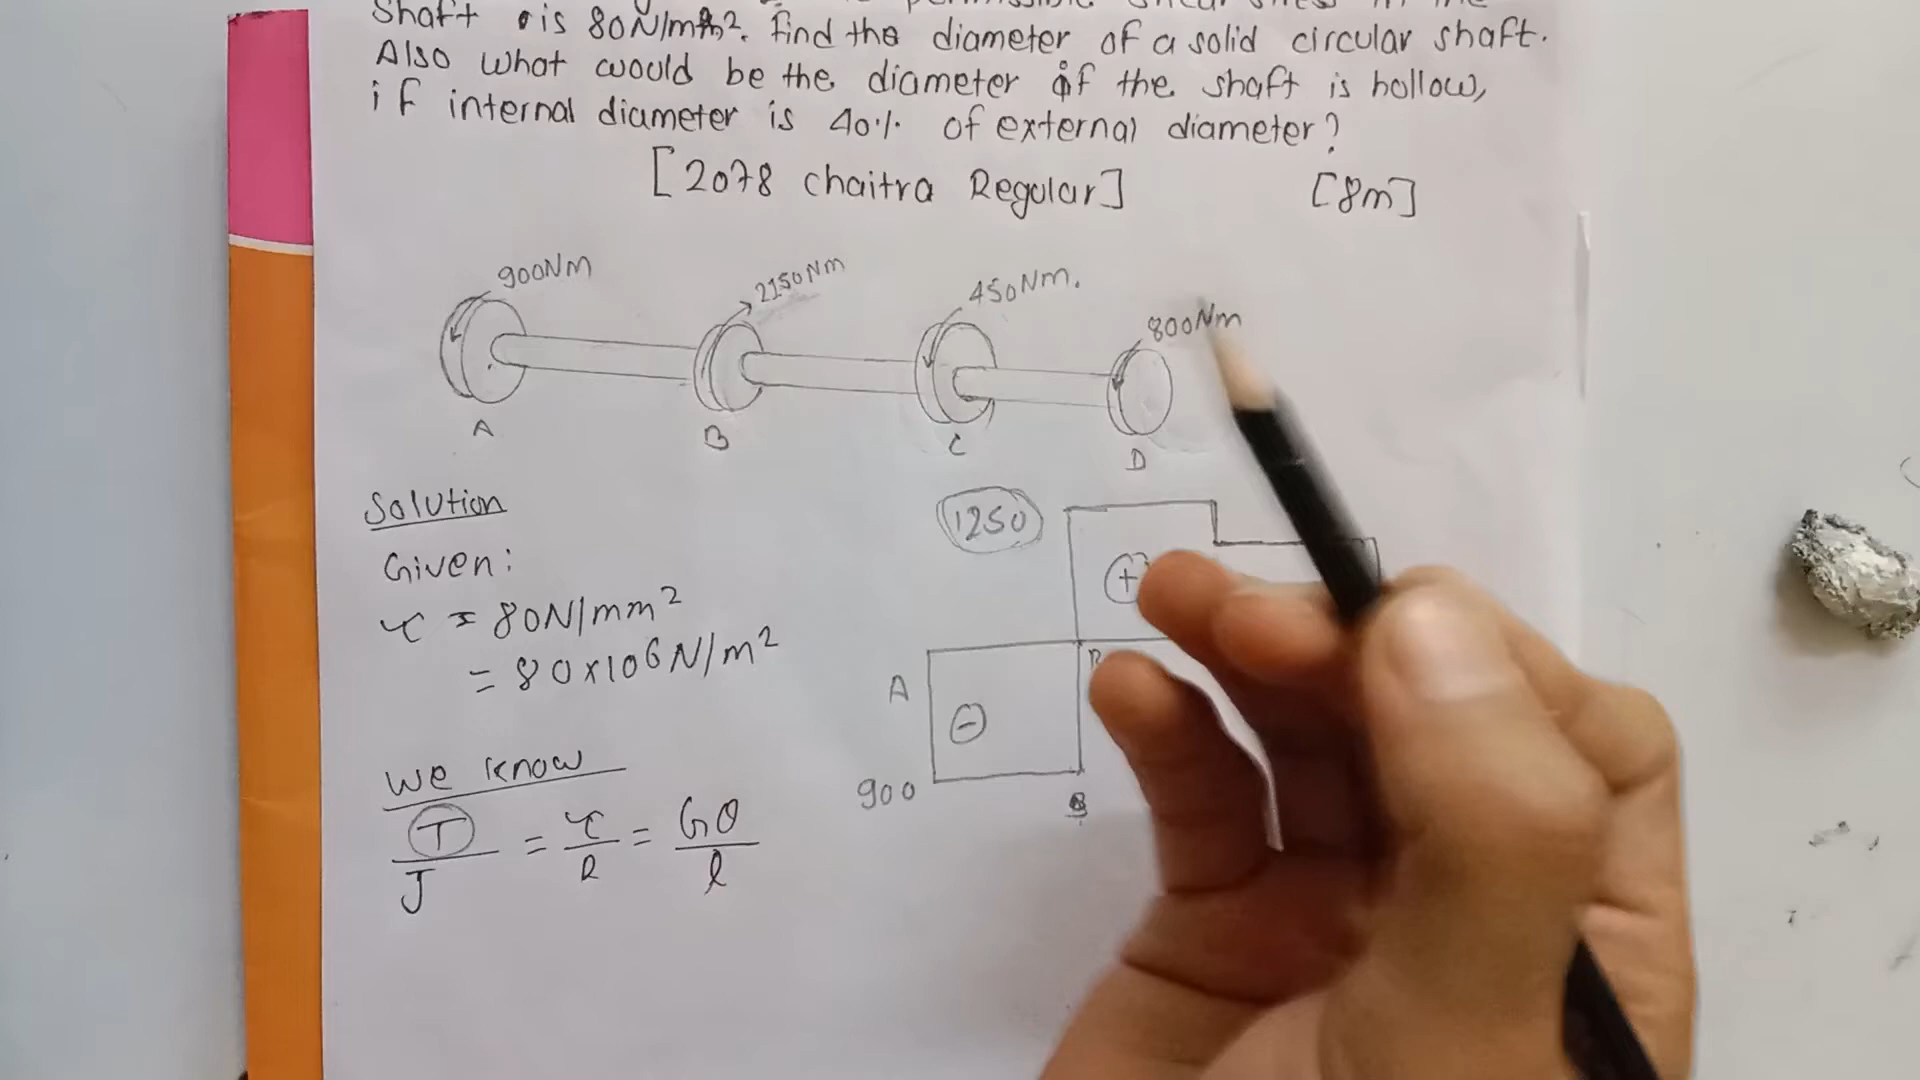 Shaft is 80N/mm². Find the diameter of a solid circular shaft.
Also what would be the diameter if the shaft is hollow,
if internal diameter is 40% of external diameter?
[2078 chaitra Regular] [8m]
900Nm
2150Nm
450Nm.
800Nm
A
B
C
D
Solution
Given:
τ = 80N/mm²
= 80×10⁶N/m²
We know
T/J = τ/R = Gθ/l
1250
+
A
B
−
900
B